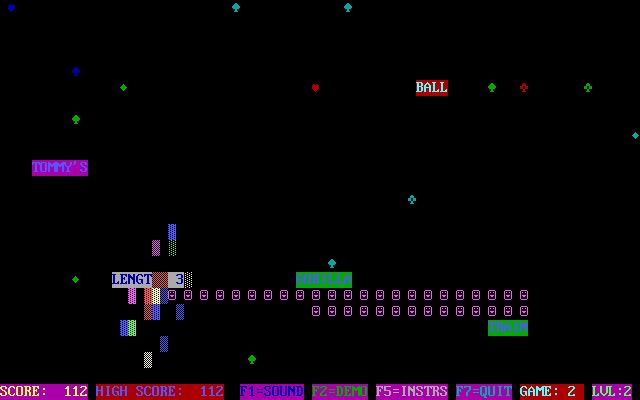 BALL
TOMMY'S
LENGT 3
GORILLa
TRaIN
SCORE: 112 HIGH SCORE: 112 F1=SOUND F2=DEMO F5=INSTRS F7=QUIT GAME: 2 LVL:2